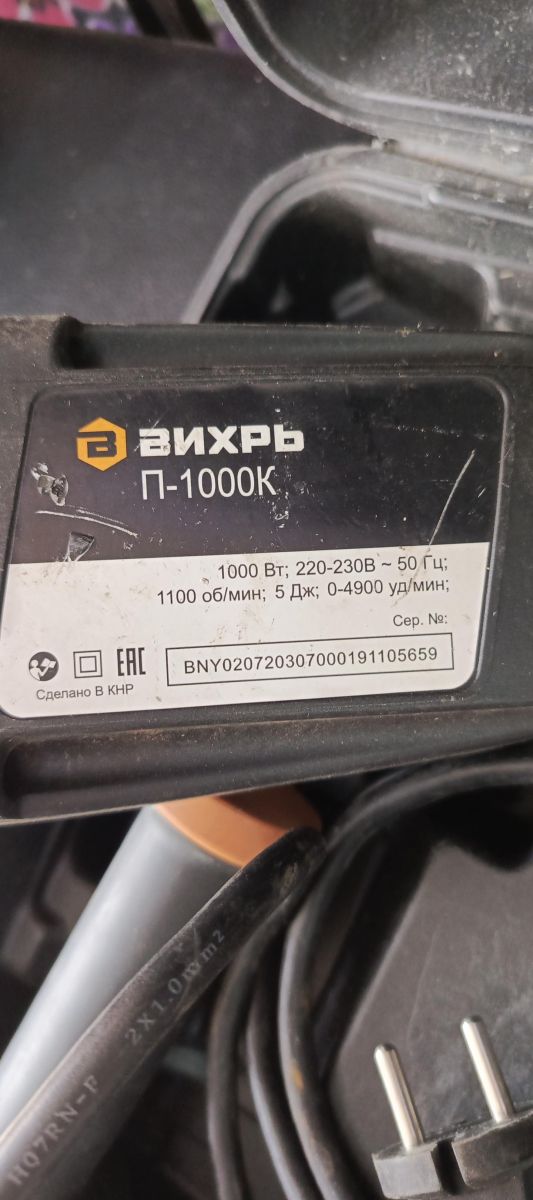 ВИХРЬ
П-1000К
1000 Вт; 220-230В ~ 50 Гц;
1100 об/мин; 5 Дж; 0-4900 уд/мин;
Сер. №:
EAC
BNY020720307000191105659
Сделано В КНР
H07RN-F 2X1.0mm²